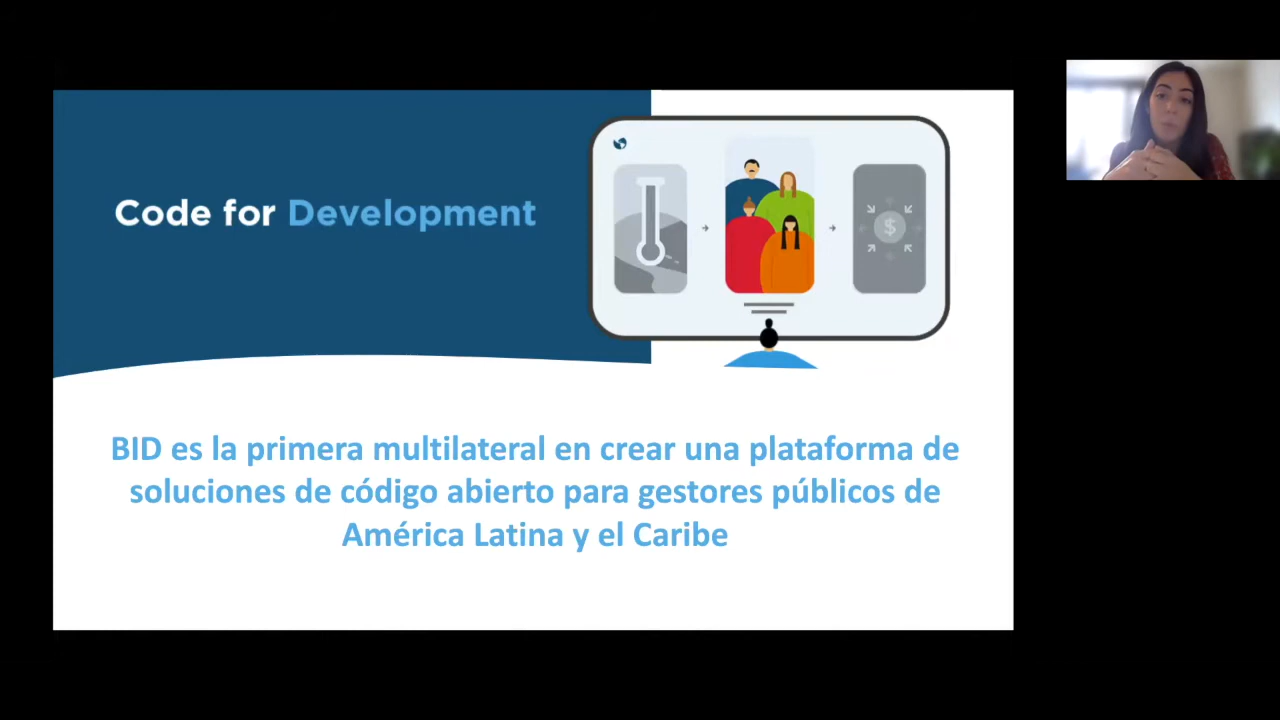 Code for Development
$
BID es la primera multilateral en crear una plataforma de
soluciones de código abierto para gestores públicos de
América Latina y el Caribe